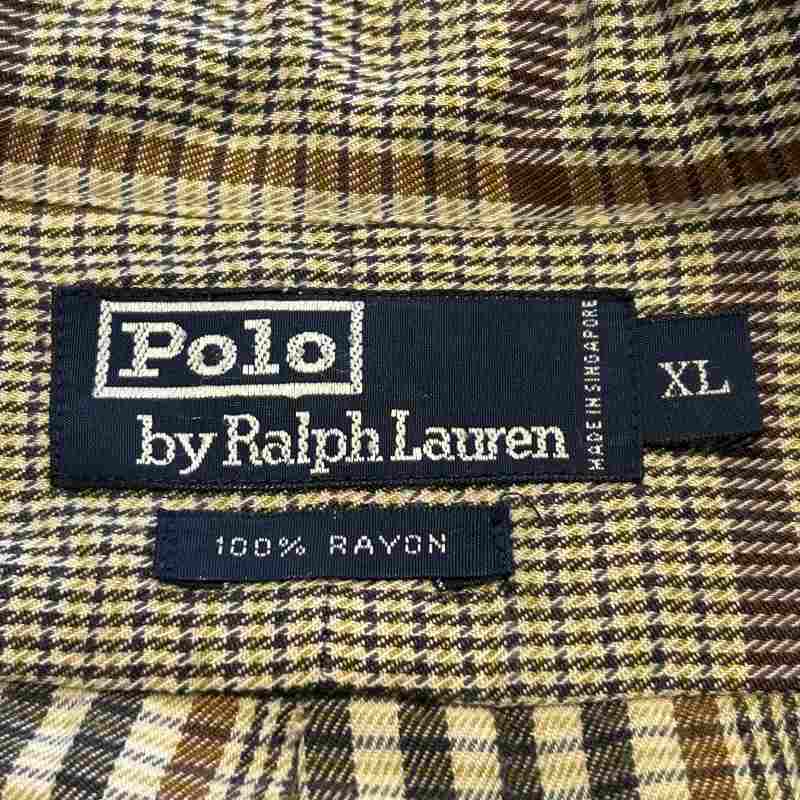 Polo
by Ralph Lauren
MADE IN SINGAPORE
XL
100% RAYON